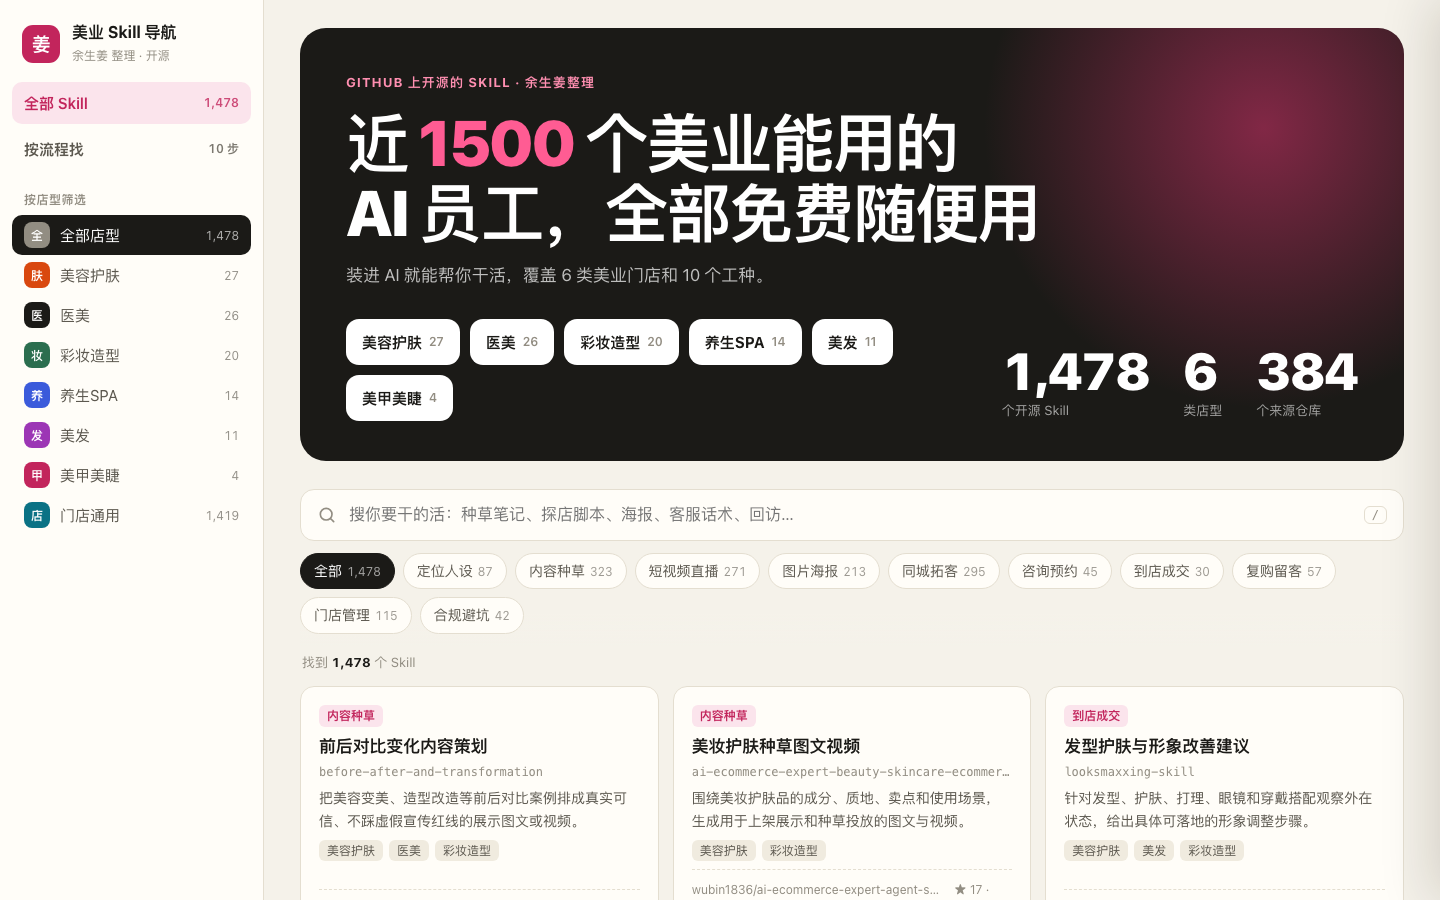 姜
美业 Skill 导航
余生姜 整理 · 开源
全部 Skill 1,478
按流程找 10 步
按店型筛选
全 全部店型 1,478
肤 美容护肤 27
医 医美 26
妆 彩妆造型 20
养 养生SPA 14
发 美发 11
甲 美甲美睫 4
店 门店通用 1,419
GITHUB 上开源的 SKILL · 余生姜整理
近 1500 个美业能用的
AI 员工，全部免费随便用
装进 AI 就能帮你干活，覆盖 6 类美业门店和 10 个工种。
美容护肤 27 医美 26 彩妆造型 20 养生SPA 14 美发 11
美甲美睫 4
1,478 6 384
个开源 Skill 类店型 个来源仓库
搜你要干的活：种草笔记、探店脚本、海报、客服话术、回访... /
全部 1,478 定位人设 87 内容种草 323 短视频直播 271 图片海报 213 同城拓客 295 咨询预约 45 到店成交 30 复购留客 57
门店管理 115 合规避坑 42
找到 1,478 个 Skill
内容种草
前后对比变化内容策划
before-after-and-transformation
把美容变美、造型改造等前后对比案例排成真实可
信、不踩虚假宣传红线的展示图文或视频。
美容护肤 医美 彩妆造型
内容种草
美妆护肤种草图文视频
ai-ecommerce-expert-beauty-skincare-ecommer…
围绕美妆护肤品的成分、质地、卖点和使用场景，
生成用于上架展示和种草投放的图文与视频。
美容护肤 彩妆造型
wubin1836/ai-ecommerce-expert-agent-s... ★ 17 ·
到店成交
发型护肤与形象改善建议
looksmaxxing-skill
针对发型、护肤、打理、眼镜和穿戴搭配观察外在
状态，给出具体可落地的形象调整步骤。
美容护肤 美发 彩妆造型